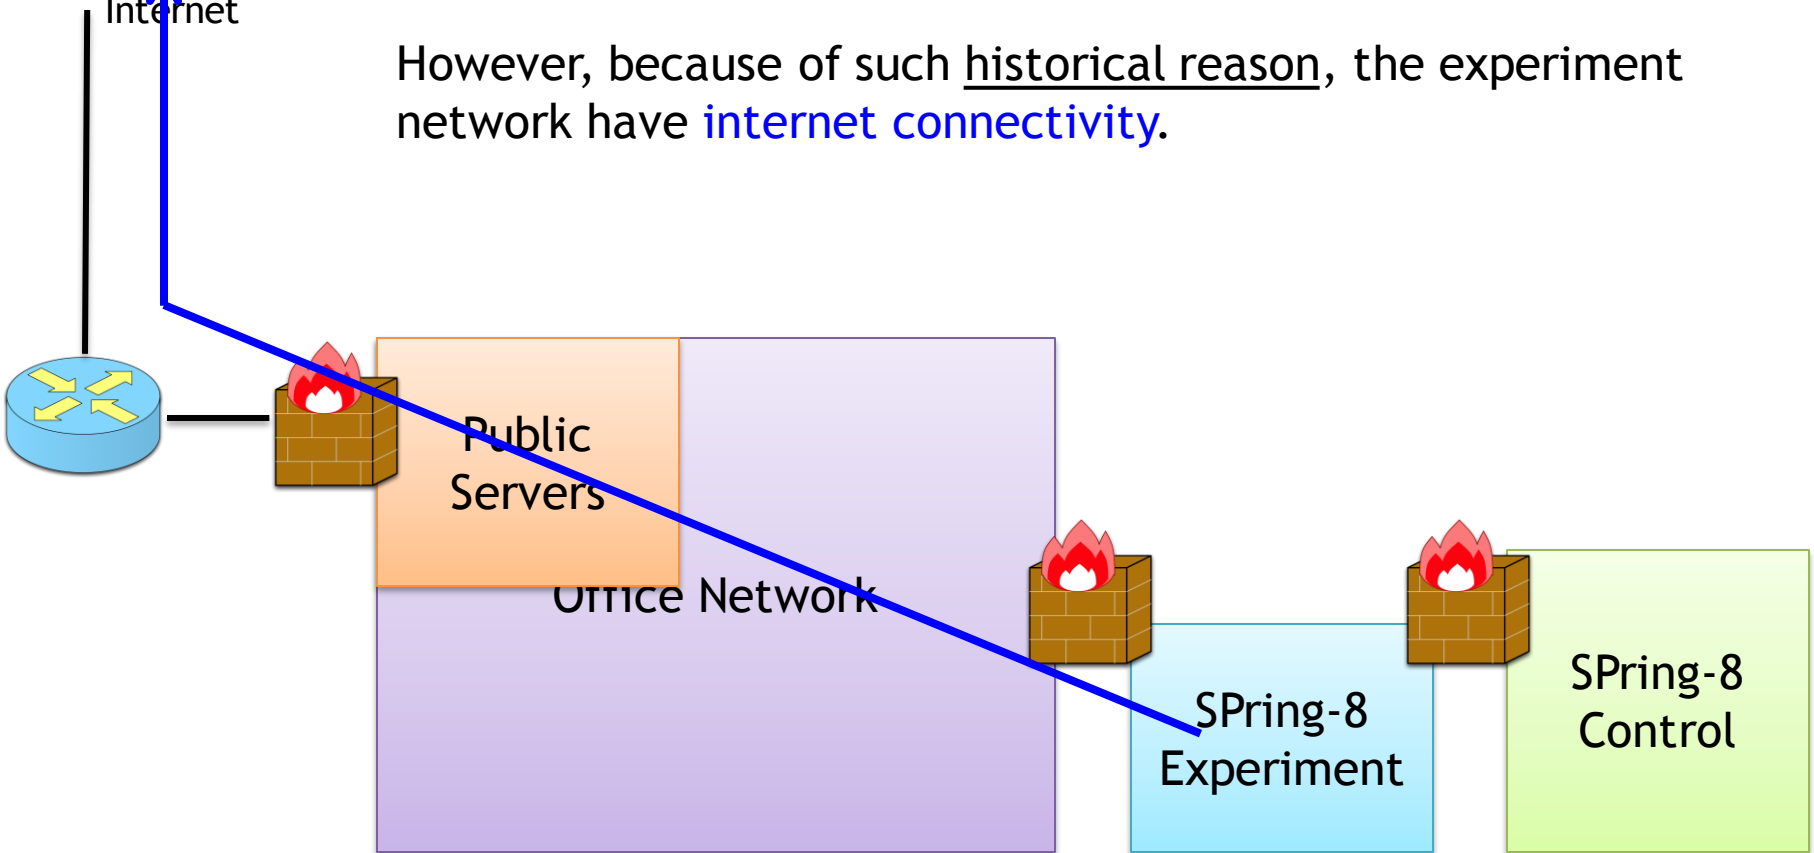 Internet
However, because of such historical reason, the experiment
network have internet connectivity.
Public
Servers
Office Network
SPring-8
Experiment
SPring-8
Control